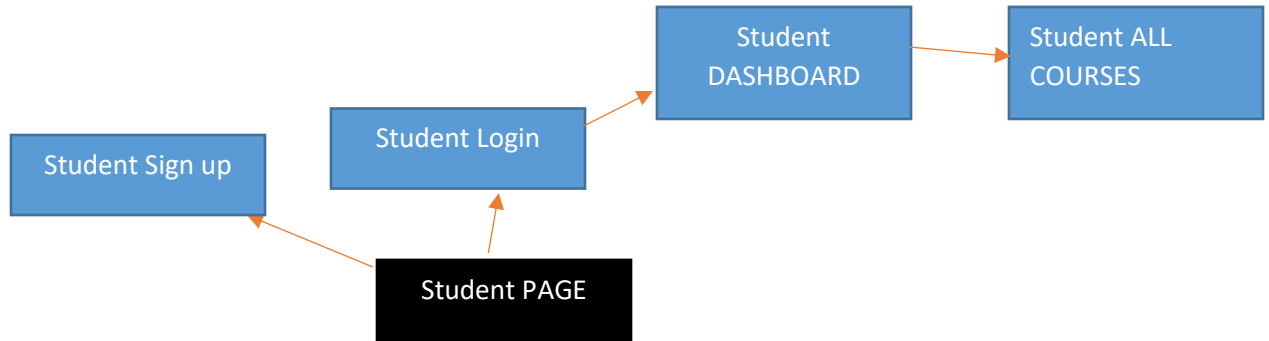 Student
DASHBOARD
Student ALL
COURSES
Student Login
Student Sign up
Student PAGE